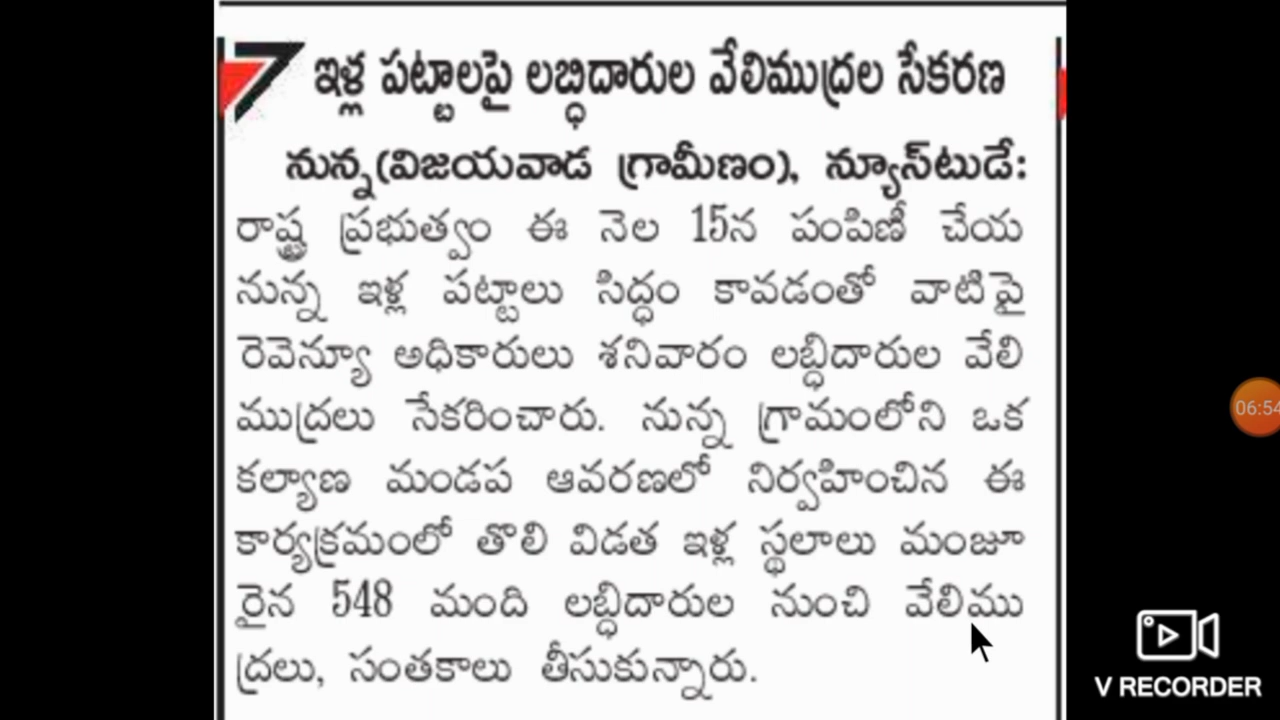 ఇళ్ల పట్టాలపై లబ్ధిదారుల వేలిముద్రల సేకరణ
నున్న(విజయవాడ గ్రామీణం), న్యూస్‌టుడే:
రాష్ట్ర ప్రభుత్వం ఈ నెల 15న పంపిణీ చేయ
నున్న ఇళ్ల పట్టాలు సిద్ధం కావడంతో వాటిపై
రెవెన్యూ అధికారులు శనివారం లబ్ధిదారుల వేలి
ముద్రలు సేకరించారు. నున్న గ్రామంలోని ఒక
కల్యాణ మండప ఆవరణలో నిర్వహించిన ఈ
కార్యక్రమంలో తొలి విడత ఇళ్ల స్థలాలు మంజూ
రైన 548 మంది లబ్ధిదారుల నుంచి వేలిము
ద్రలు, సంతకాలు తీసుకున్నారు.
06:54
V RECORDER